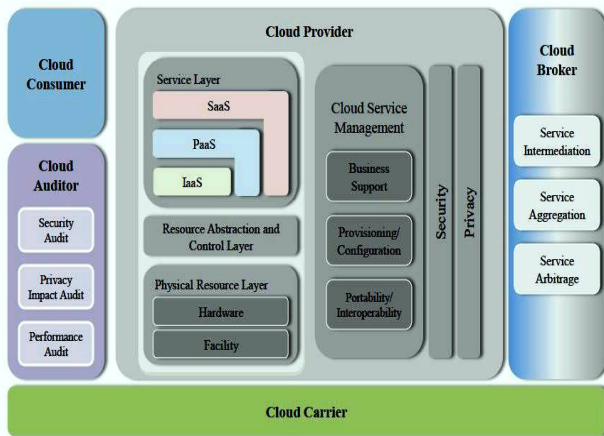 Cloud
Consumer
Cloud
Auditor
Security
Audit
Privacy
Impact Audit
Performance
Audit
Cloud Provider
Service Layer
SaaS
PaaS
IaaS
Resource Abstraction and
Control Layer
Physical Resource Layer
Hardware
Facility
Cloud Service
Management
Business
Support
Provisioning/
Configuration
Portability/
Interoperability
Security
Privacy
Cloud
Broker
Service
Intermediation
Service
Aggregation
Service
Arbitrage
Cloud Carrier